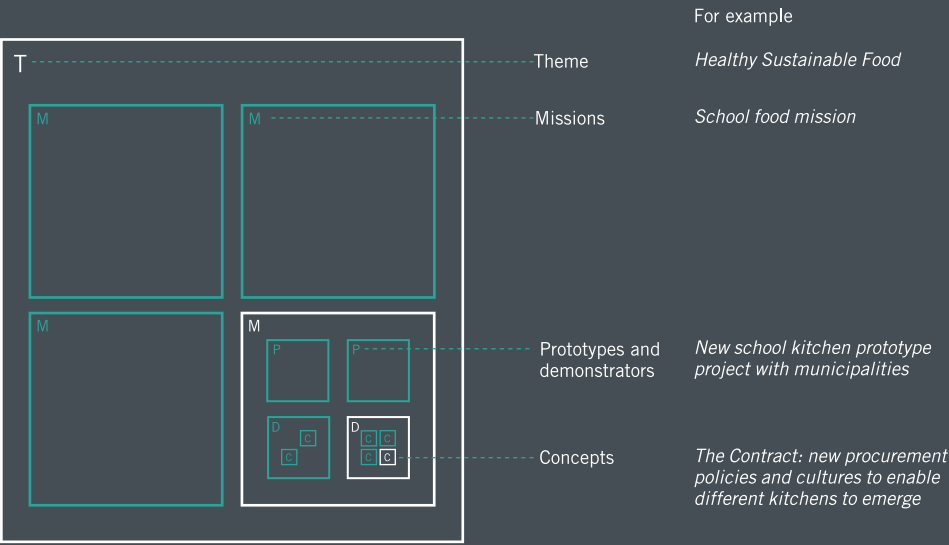 For example
T
Theme
Healthy Sustainable Food
M
M
Missions
School food mission
M
M
P
P
Prototypes and
demonstrators
New school kitchen prototype
project with municipalities
D
C
C
D
C
C
C
C
Concepts
The Contract: new procurement
policies and cultures to enable
different kitchens to emerge